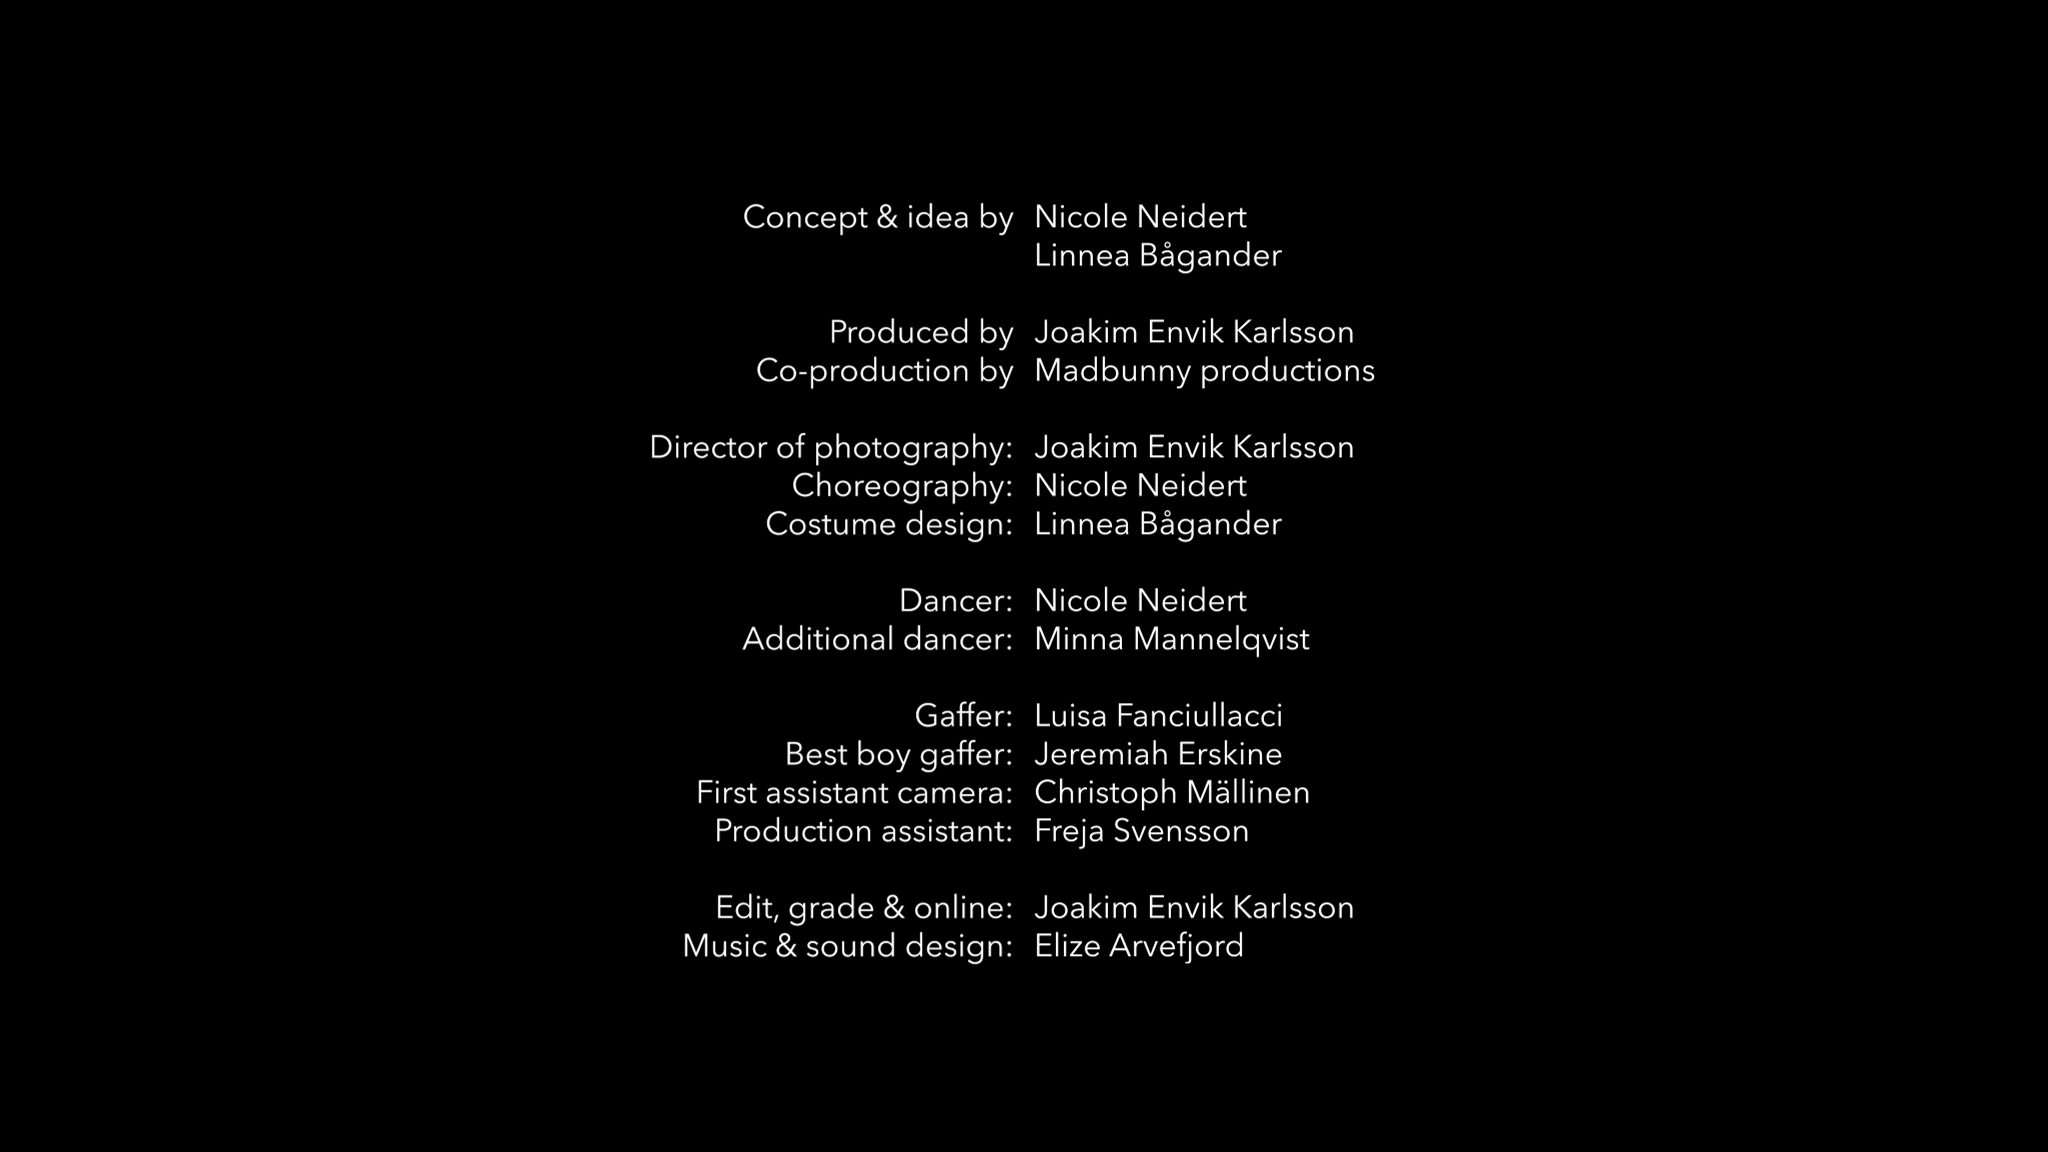 Concept & idea by Nicole Neidert
Linnea Bågander
Produced by Joakim Envik Karlsson
Co-production by Madbunny productions
Director of photography: Joakim Envik Karlsson
Choreography: Nicole Neidert
Costume design: Linnea Bågander
Dancer: Nicole Neidert
Additional dancer: Minna Mannelqvist
Gaffer: Luisa Fanciullacci
Best boy gaffer: Jeremiah Erskine
First assistant camera: Christoph Mällinen
Production assistant: Freja Svensson
Edit, grade & online: Joakim Envik Karlsson
Music & sound design: Elize Arvefjord